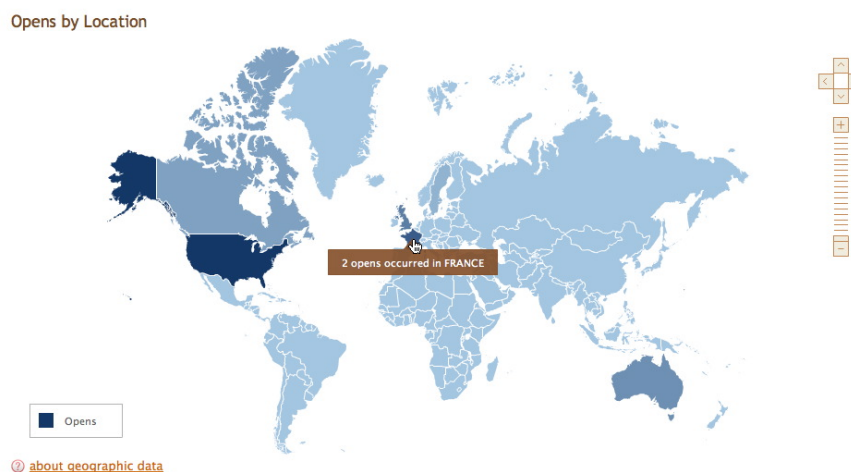 Opens by Location
2 opens occurred in FRANCE
Opens
about geographic data